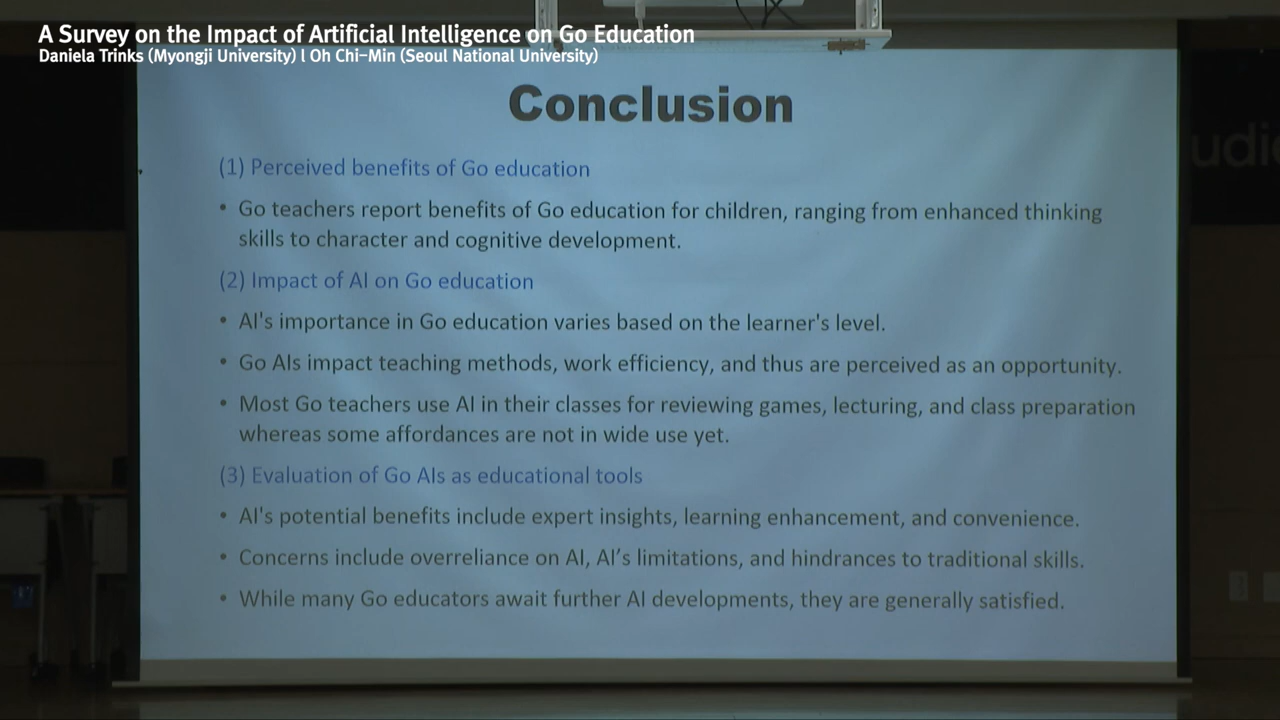 A Survey on the Impact of Artificial Intelligence on Go Education
Daniela Trinks (Myongji University) l Oh Chi-Min (Seoul National University)
Conclusion
(1) Perceived benefits of Go education
• Go teachers report benefits of Go education for children, ranging from enhanced thinking
skills to character and cognitive development.
(2) Impact of AI on Go education
• AI's importance in Go education varies based on the learner's level.
• Go AIs impact teaching methods, work efficiency, and thus are perceived as an opportunity.
• Most Go teachers use AI in their classes for reviewing games, lecturing, and class preparation
whereas some affordances are not in wide use yet.
(3) Evaluation of Go AIs as educational tools
• AI's potential benefits include expert insights, learning enhancement, and convenience.
• Concerns include overreliance on AI, AI’s limitations, and hindrances to traditional skills.
• While many Go educators await further AI developments, they are generally satisfied.